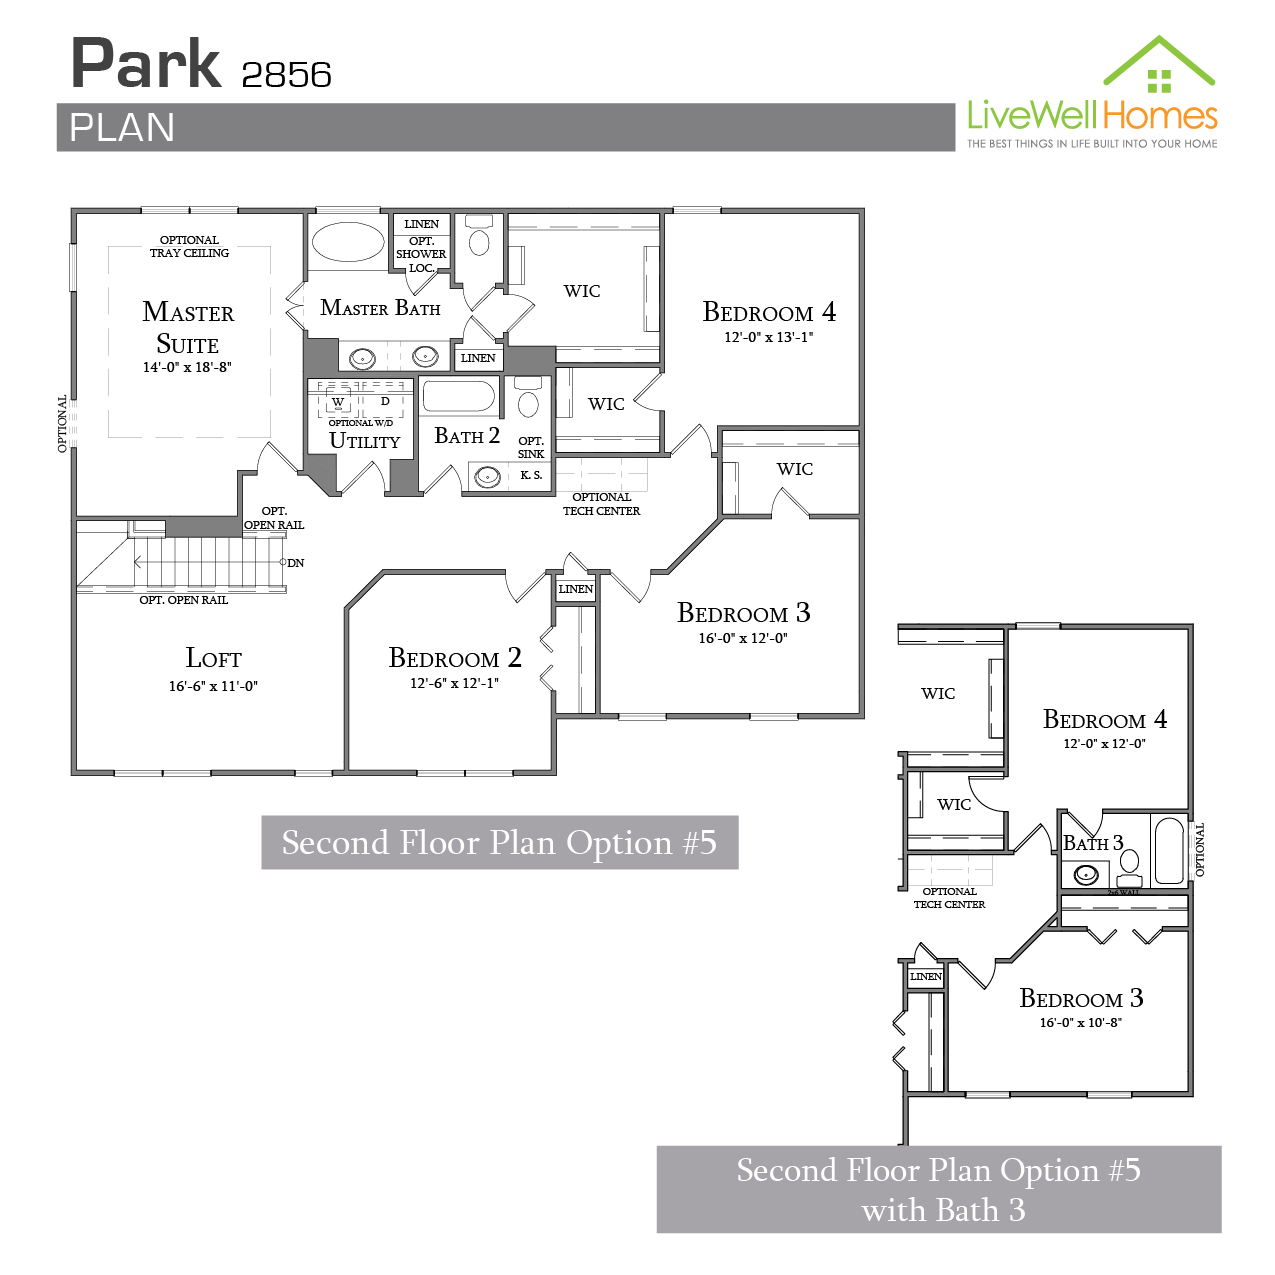 Park 2856
PLAN
LiveWell Homes
THE BEST THINGS IN LIFE BUILT INTO YOUR HOME
OPTIONAL
TRAY CEILING
MASTER
SUITE
14'-0" x 18'-8"
OPTIONAL
LINEN
OPT.
SHOWER
LOC.
MASTER BATH
LINEN
WIC
BEDROOM 4
12'-0" x 13'-1"
W
D
OPTIONAL W/D
UTILITY
BATH 2
OPT.
SINK
K. S.
WIC
WIC
OPTIONAL
TECH CENTER
OPT.
OPEN RAIL
DN
OPT. OPEN RAIL
LINEN
LOFT
16'-6" x 11'-0"
BEDROOM 2
12'-6" x 12'-1"
BEDROOM 3
16'-0" x 12'-0"
Second Floor Plan Option #5
WIC
BEDROOM 4
12'-0" x 12'-0"
WIC
BATH 3
OPTIONAL
OPTIONAL
TECH CENTER
2x6 WALL
LINEN
BEDROOM 3
16'-0" x 10'-8"
Second Floor Plan Option #5
with Bath 3